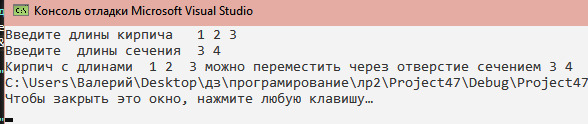 Консоль отладки Microsoft Visual Studio
Введите длины кирпича   1 2 3
Введите  длины сечения  3 4
Кирпич с длинами  1 2  3 можно переместить через отверстие сечением 3 4
C:\Users\Валерий\Desktop\дз\програмирование\лр2\Project47\Debug\Project47
Чтобы закрыть это окно, нажмите любую клавишу…